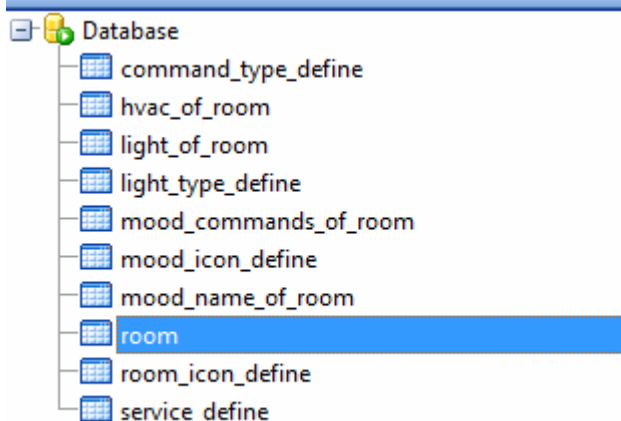 Database
command_type_define
hvac_of_room
light_of_room
light_type_define
mood_commands_of_room
mood_icon_define
mood_name_of_room
room
room_icon_define
service_define